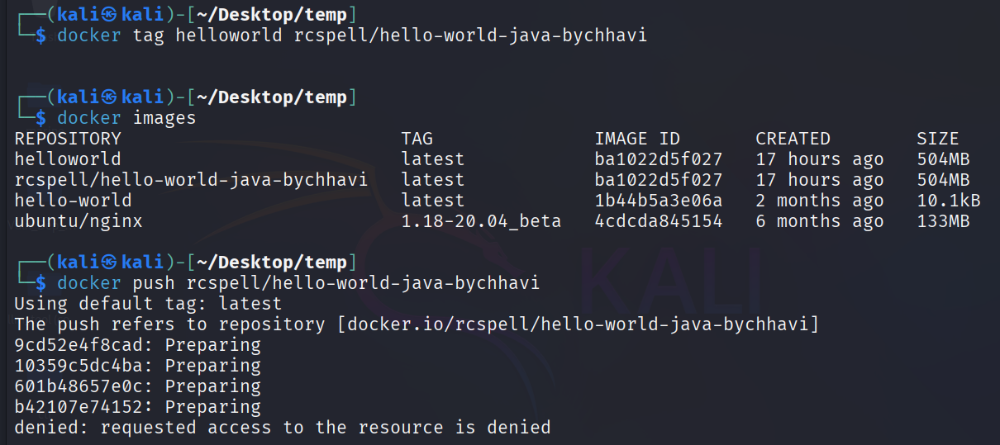 ┌──(kali㉿kali)-[~/Desktop/temp]
└─$ docker tag helloworld rcspell/hello-world-java-bychhavi
┌──(kali㉿kali)-[~/Desktop/temp]
└─$ docker images
REPOSITORY TAG IMAGE ID CREATED SIZE
helloworld latest ba1022d5f027 17 hours ago 504MB
rcspell/hello-world-java-bychhavi latest ba1022d5f027 17 hours ago 504MB
hello-world latest 1b44b5a3e06a 2 months ago 10.1kB
ubuntu/nginx 1.18-20.04_beta 4cdcda845154 6 months ago 133MB
┌──(kali㉿kali)-[~/Desktop/temp]
└─$ docker push rcspell/hello-world-java-bychhavi
Using default tag: latest
The push refers to repository [docker.io/rcspell/hello-world-java-bychhavi]
9cd52e4f8cad: Preparing
10359c5dc4ba: Preparing
601b48657e0c: Preparing
b42107e74152: Preparing
denied: requested access to the resource is denied
KALI